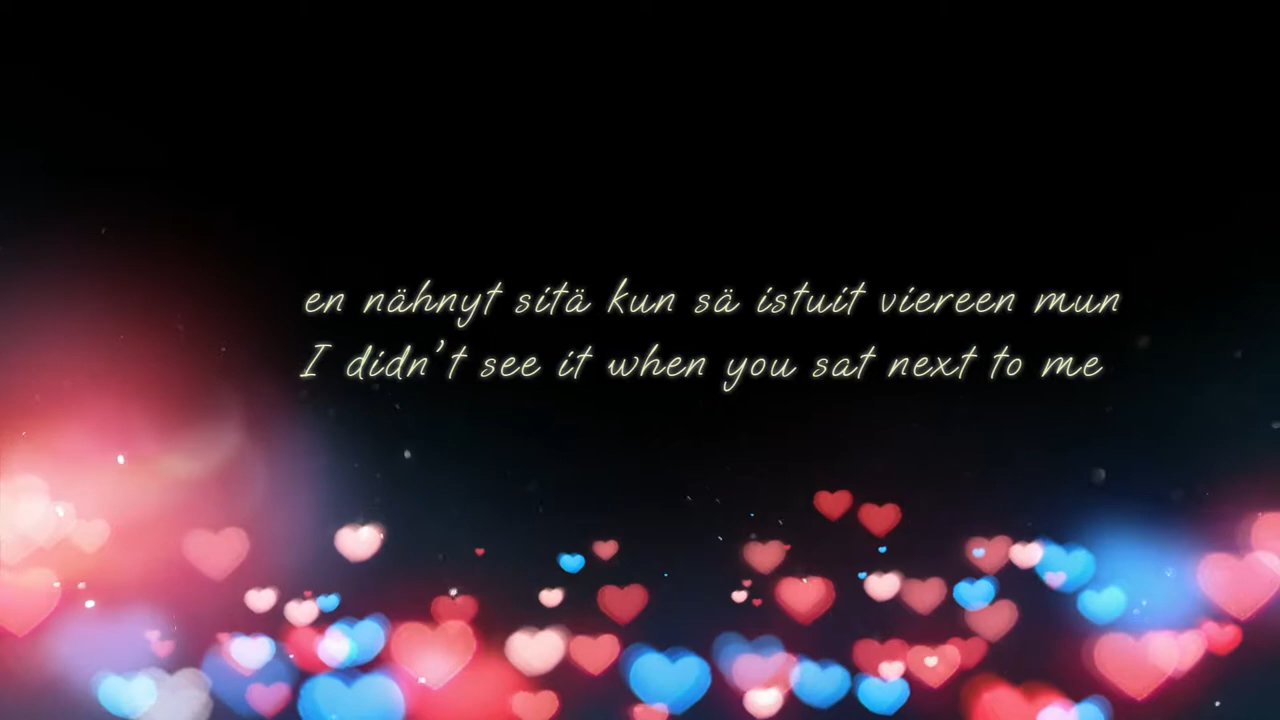 en nähnyt sitä kun sä istuit viereen mun
I didn't see it when you sat next to me